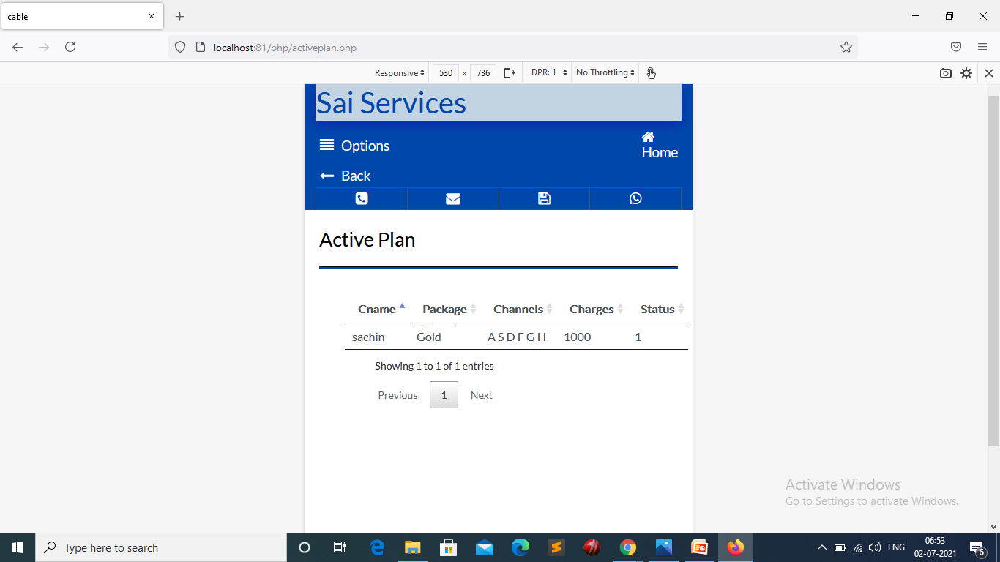 cable
localhost:81/php/activeplan.php
Responsive 530 × 736 DPR: 1 No Throttling
Sai Services
Options
Home
Back
Active Plan
Cname Package Channels Charges Status
sachin Gold A S D F G H 1000 1
Showing 1 to 1 of 1 entries
Previous 1 Next
Activate Windows
Go to Settings to activate Windows.
Type here to search
ENG
06:53
02-07-2021
6